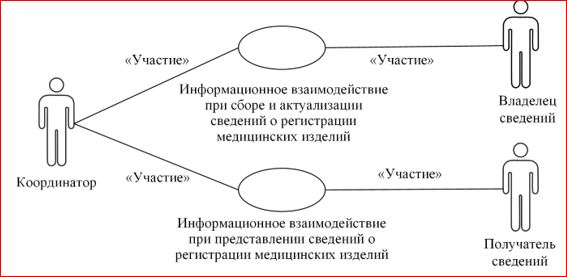 «Участие»
«Участие»
Информационное взаимодействие
при сборе и актуализации
сведений о регистрации
медицинских изделий
Владелец
сведений
Координатор
«Участие»
«Участие»
Информационное взаимодействие
при представлении сведений о
регистрации медицинских изделий
Получатель
сведений